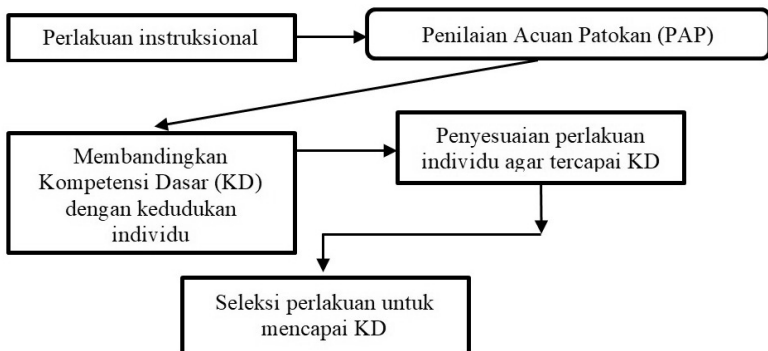 Perlakuan instruksional
Penilaian Acuan Patokan (PAP)
Membandingkan
Kompetensi Dasar (KD)
dengan kedudukan
individu
Penyesuaian perlakuan
individu agar tercapai KD
Seleksi perlakuan untuk
mencapai KD